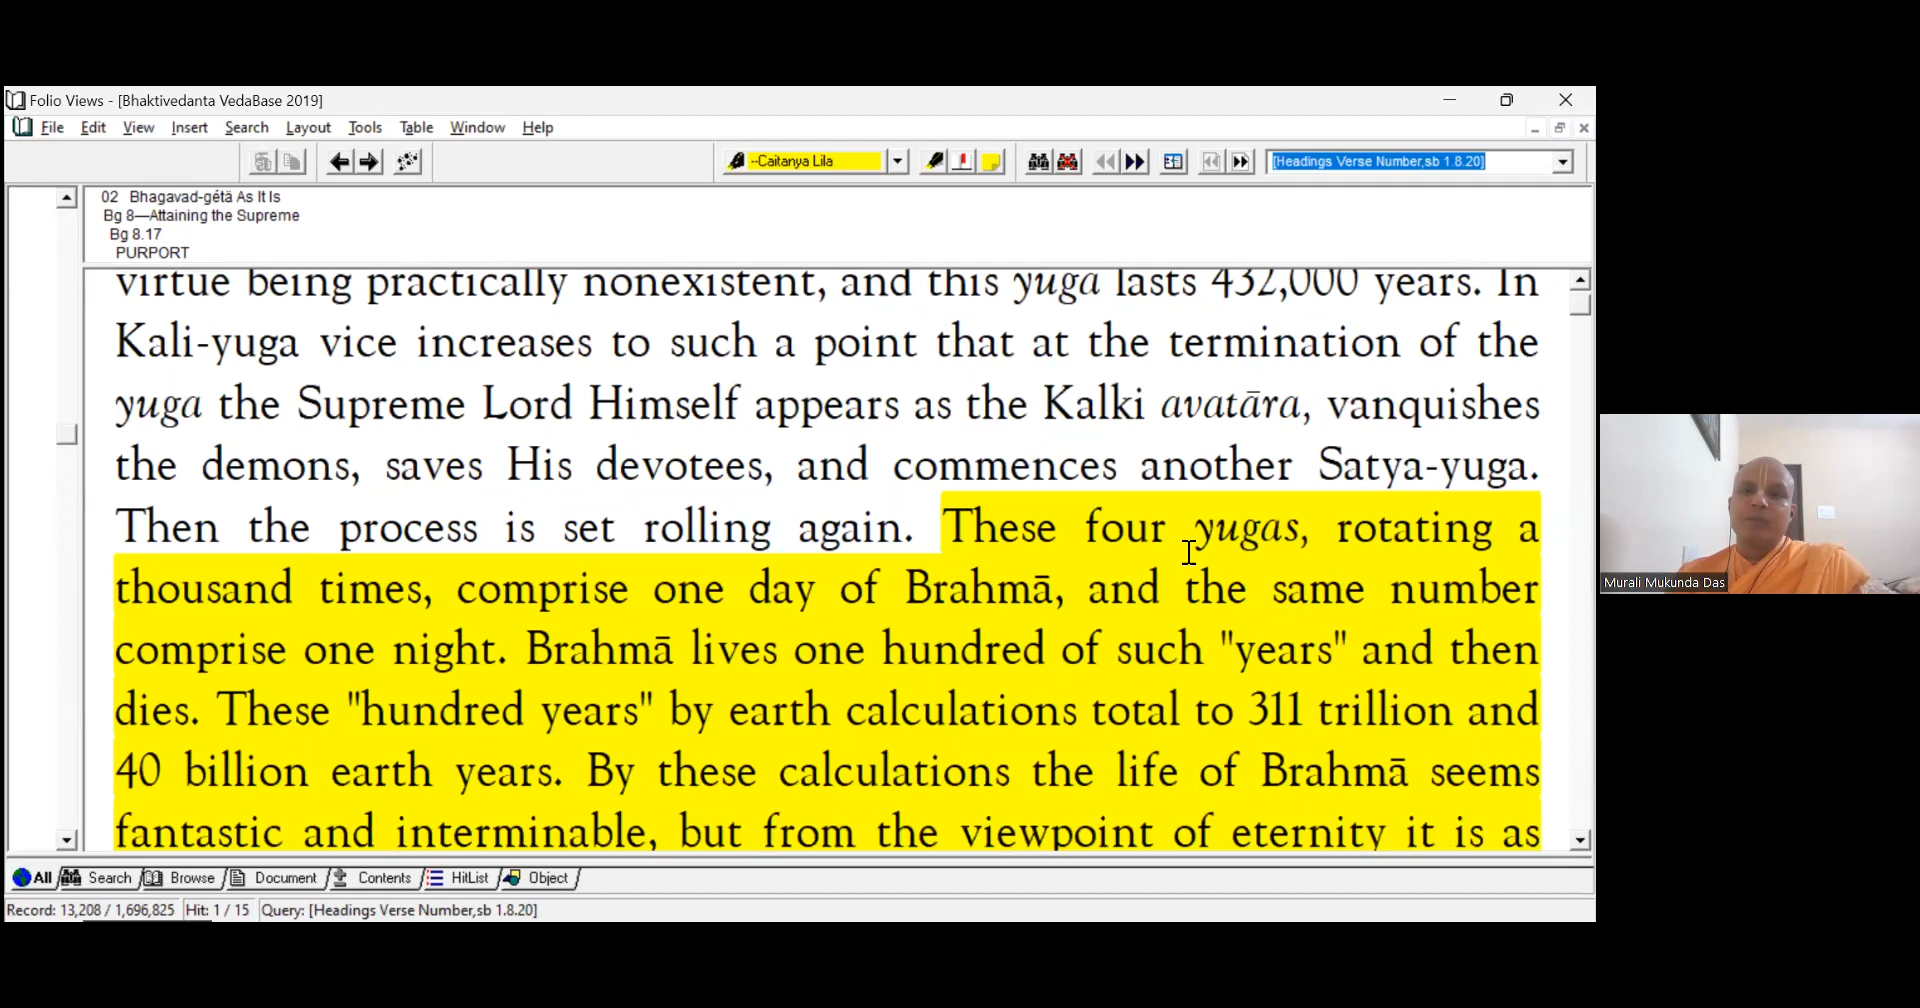 Folio Views - [Bhaktivedanta VedaBase 2019]
File Edit View Insert Search Layout Tools Table Window Help
--Caitanya Lila
[Headings Verse Number,sb 1.8.20]
02 Bhagavad-gétä As It Is
Bg 8—Attaining the Supreme
Bg 8.17
PURPORT
virtue being practically nonexistent, and this yuga lasts 432,000 years. In
Kali-yuga vice increases to such a point that at the termination of the
yuga the Supreme Lord Himself appears as the Kalki avatāra, vanquishes
the demons, saves His devotees, and commences another Satya-yuga.
Then the process is set rolling again. These four yugas, rotating a
thousand times, comprise one day of Brahmā, and the same number
comprise one night. Brahmā lives one hundred of such "years" and then
dies. These "hundred years" by earth calculations total to 311 trillion and
40 billion earth years. By these calculations the life of Brahmā seems
fantastic and interminable, but from the viewpoint of eternity it is as
All Search Browse Document Contents HitList Object
Record: 13,208 / 1,696,825 Hit: 1 / 15 Query: [Headings Verse Number,sb 1.8.20]
Murali Mukunda Das